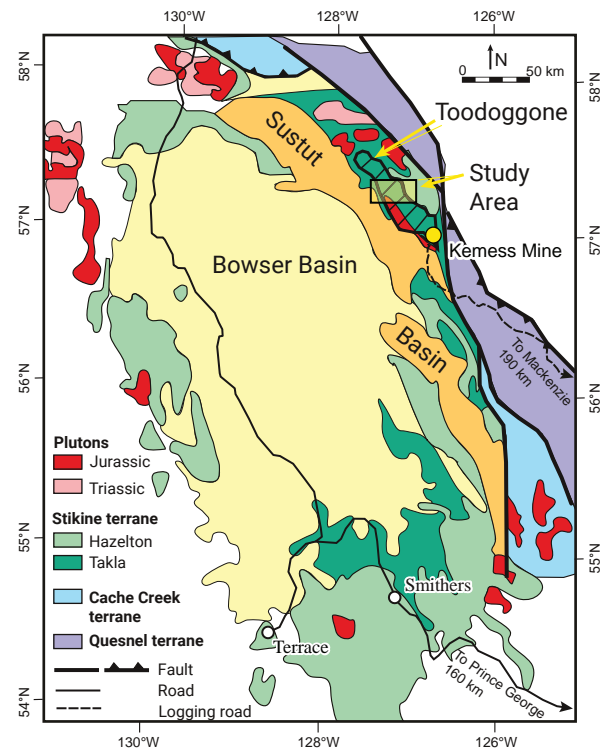 130°W
128°W
126°W
58°N
58°N
N
0
50 km
Toodoggone
Sustut
Study
Area
57°N
57°N
Kemess Mine
Bowser Basin
Basin
To Mackenzie
190 km
56°N
56°N
Plutons
Jurassic
Triassic
Stikine terrane
Hazelton
Takla
55°N
55°N
Cache Creek
terrane
Smithers
Quesnel terrane
Terrace
Fault
Road
Logging road
To Prince George
160 km
54°N
130°W
128°W
126°W